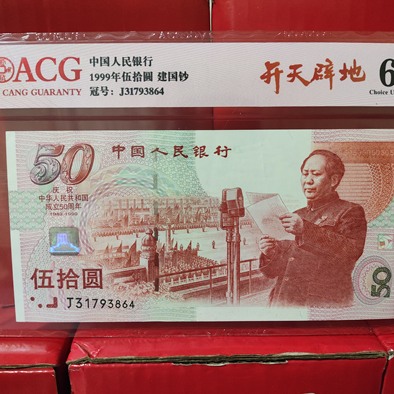 ACG
CANG GUARANTY
中国人民银行
1999年伍拾圆 建国钞
冠号：J31793864
开天辟地
6
Choice U
50
中国人民银行
庆祝
中华人民共和国
成立50周年
1949-1999
伍拾圆
J31793864
50